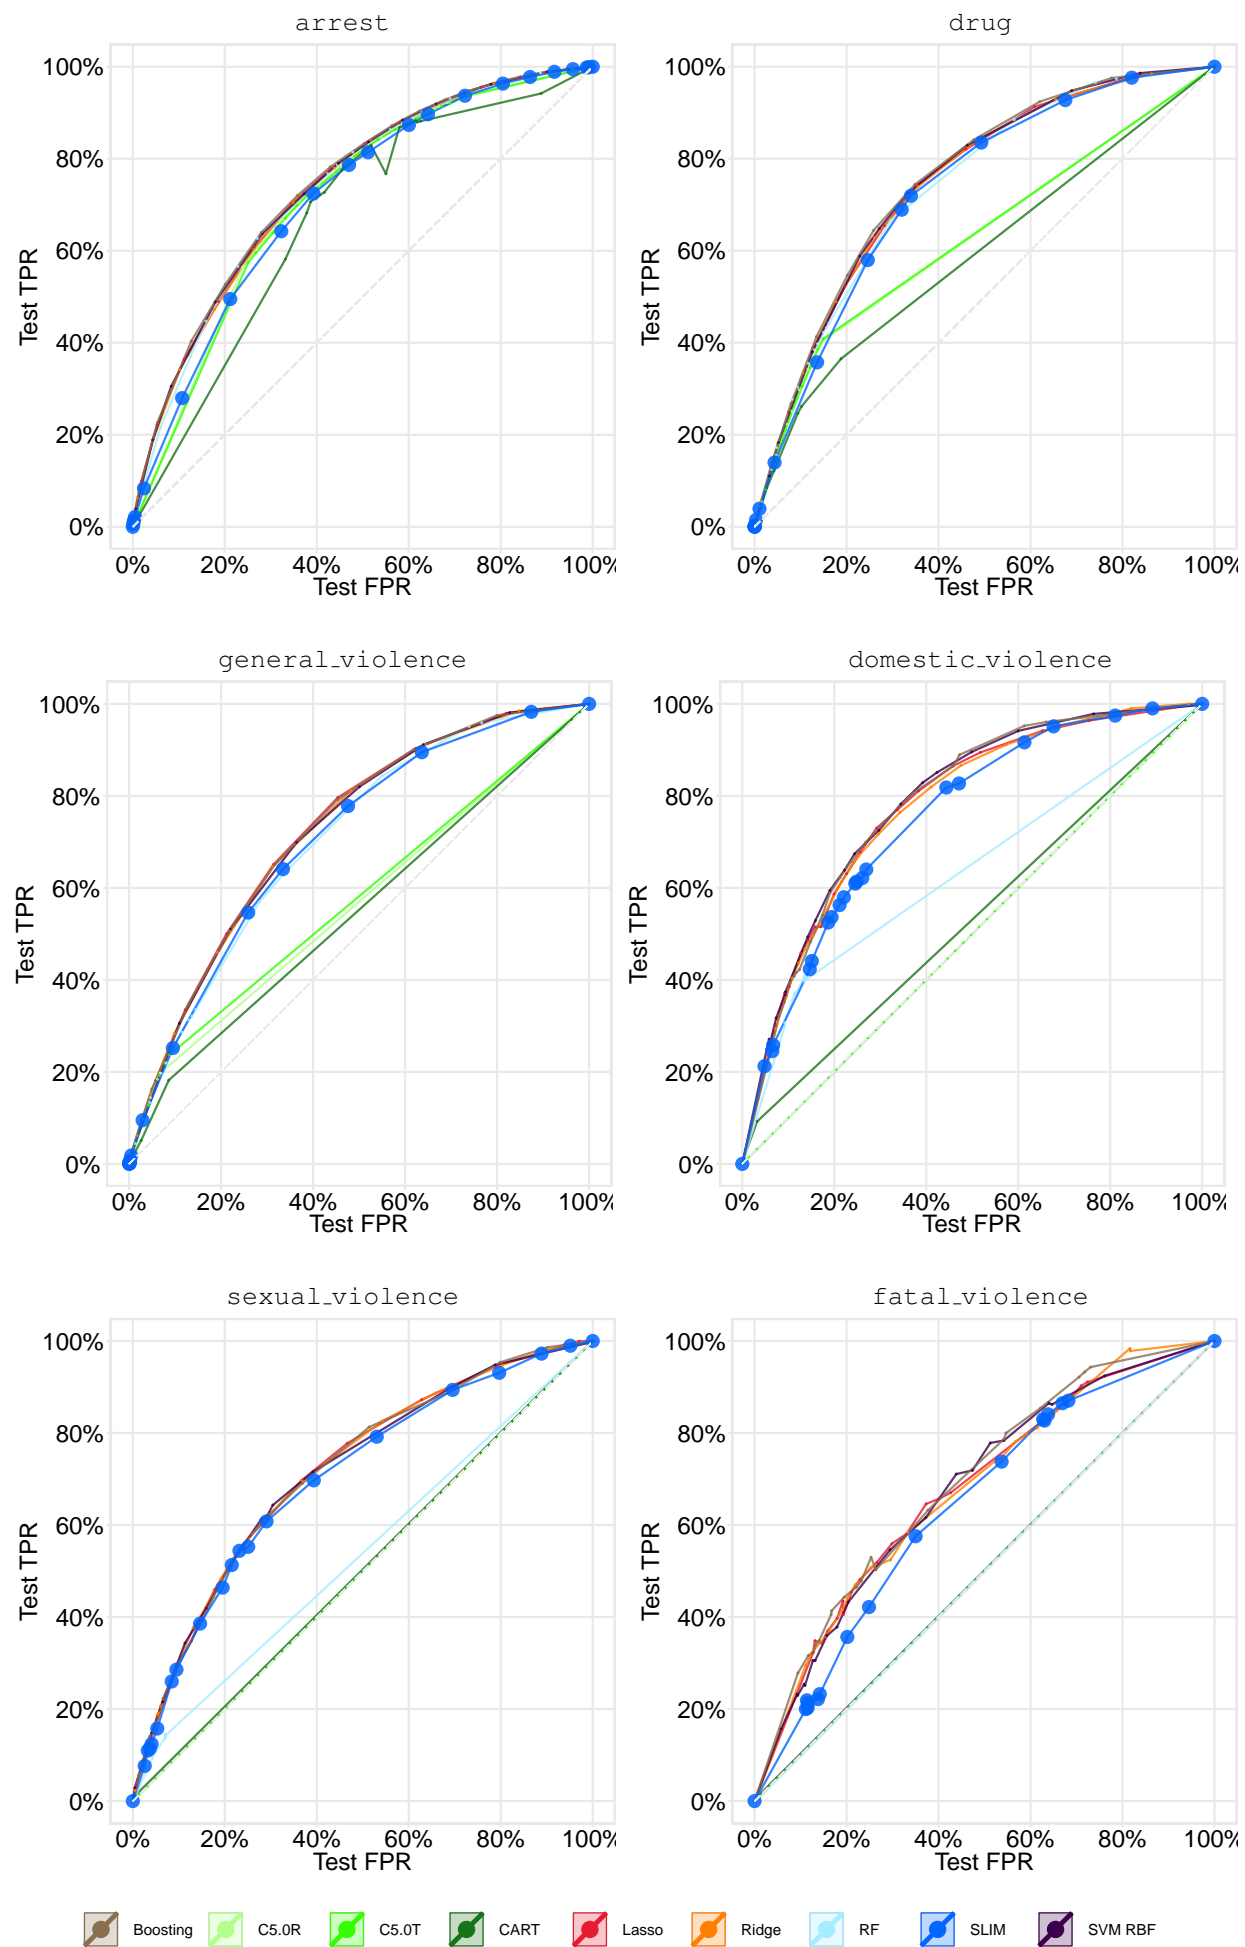 arrest drug
100% 100%
80% 80%
60% 60%
Test TPR Test TPR
40% 40%
20% 20%
0% 0%
0% 20% 40% 60% 80% 100% 0% 20% 40% 60% 80% 100%
Test FPR Test FPR
general_violence domestic_violence
100% 100%
80% 80%
60% 60%
Test TPR Test TPR
40% 40%
20% 20%
0% 0%
0% 20% 40% 60% 80% 100% 0% 20% 40% 60% 80% 100%
Test FPR Test FPR
sexual_violence fatal_violence
100% 100%
80% 80%
60% 60%
Test TPR Test TPR
40% 40%
20% 20%
0% 0%
0% 20% 40% 60% 80% 100% 0% 20% 40% 60% 80% 100%
Test FPR Test FPR
Boosting C5.0R C5.0T CART Lasso Ridge RF SLIM SVM RBF